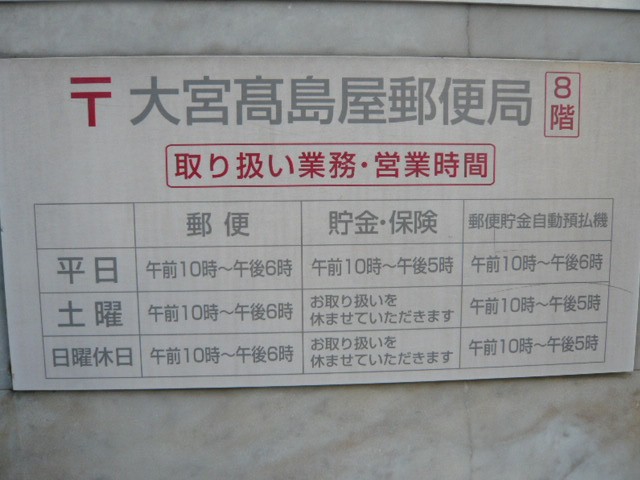 〒大宮髙島屋郵便局 8階
取り扱い業務・営業時間
郵便 貯金・保険 郵便貯金自動預払機
平日 午前10時～午後6時 午前10時～午後5時 午前10時～午後6時
土曜 午前10時～午後6時 お取り扱いを休ませていただきます 午前10時～午後5時
日曜休日 午前10時～午後6時 お取り扱いを休ませていただきます 午前10時～午後5時